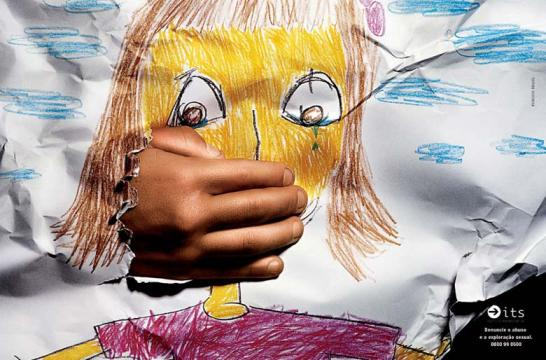 its
Denuncie o abuso
e a exploração sexual.
0800 99 0500